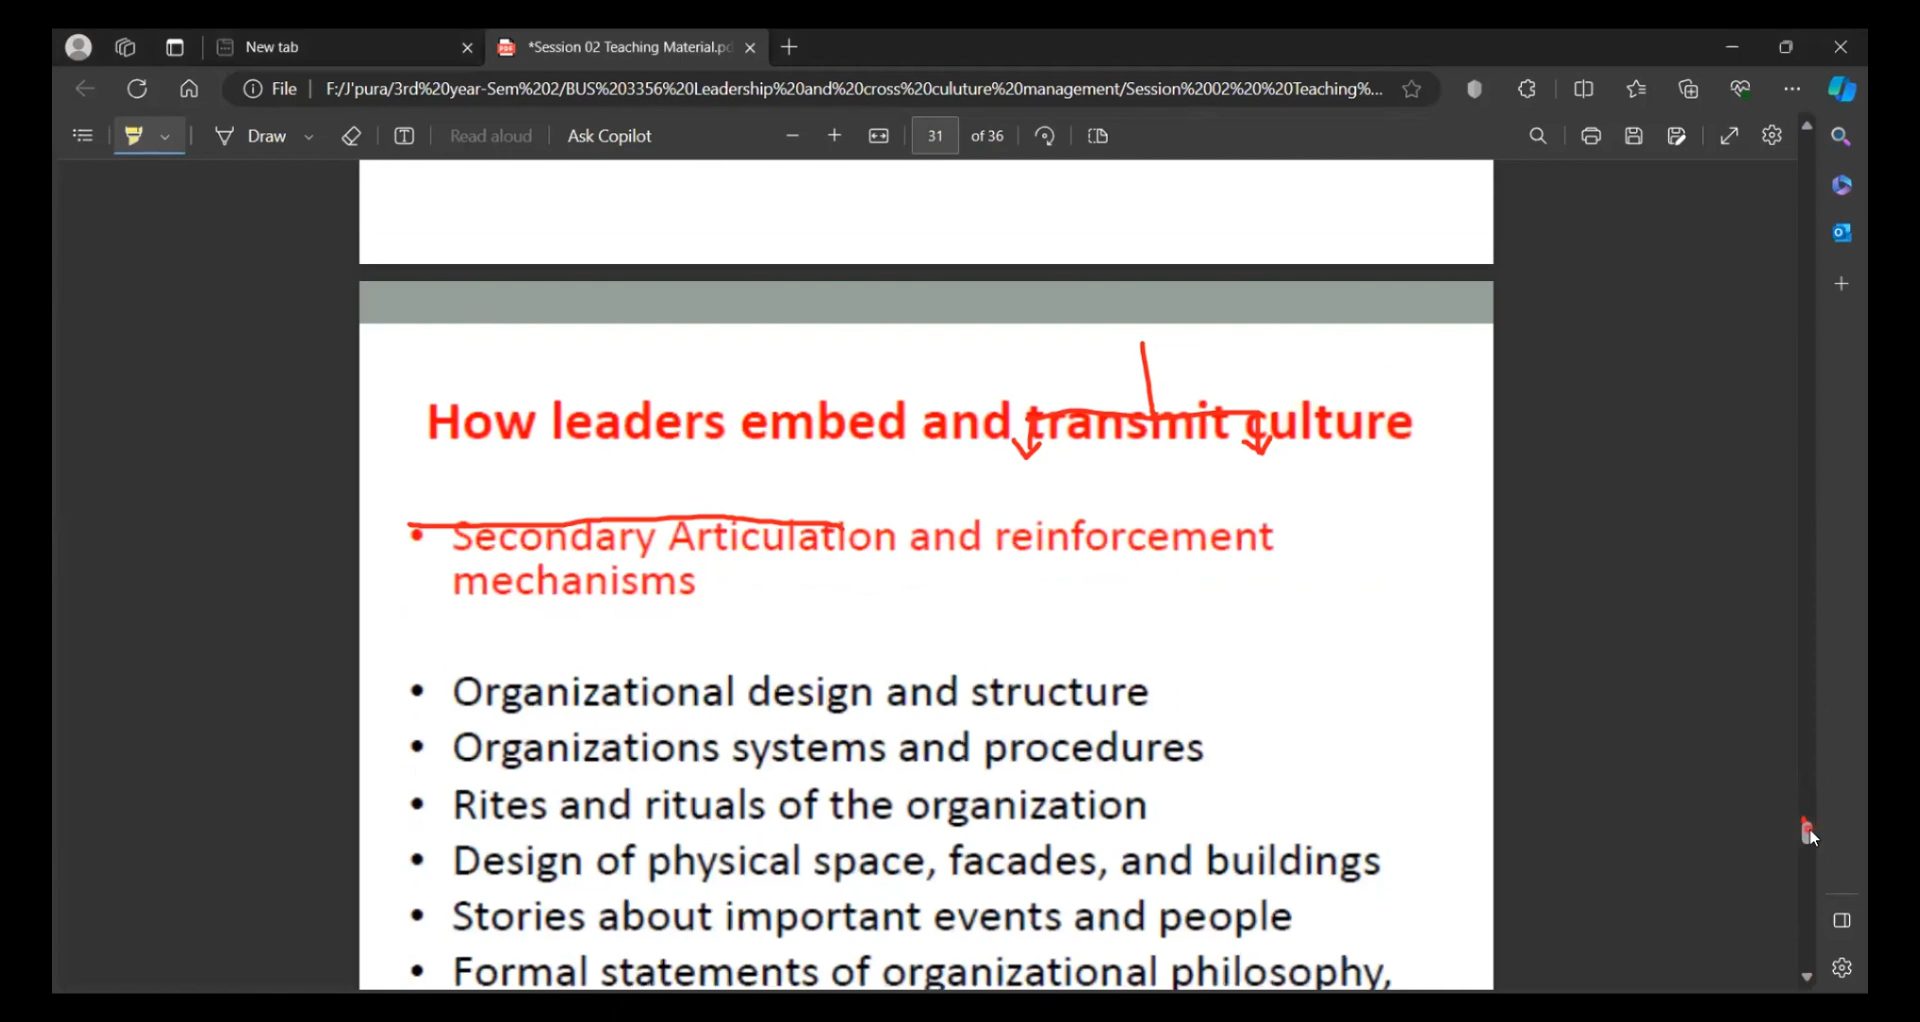 New tab
*Session 02 Teaching Material.pd
File
F:/J'pura/3rd%20year-Sem%202/BUS%203356%20Leadership%20and%20cross%20culuture%20management/Session%2002%20%20Teaching%...
Draw
Read aloud
Ask Copilot
31 of 36
How leaders embed and transmit culture
• Secondary Articulation and reinforcement
mechanisms
• Organizational design and structure
• Organizations systems and procedures
• Rites and rituals of the organization
• Design of physical space, facades, and buildings
• Stories about important events and people
• Formal statements of organizational philosophy,